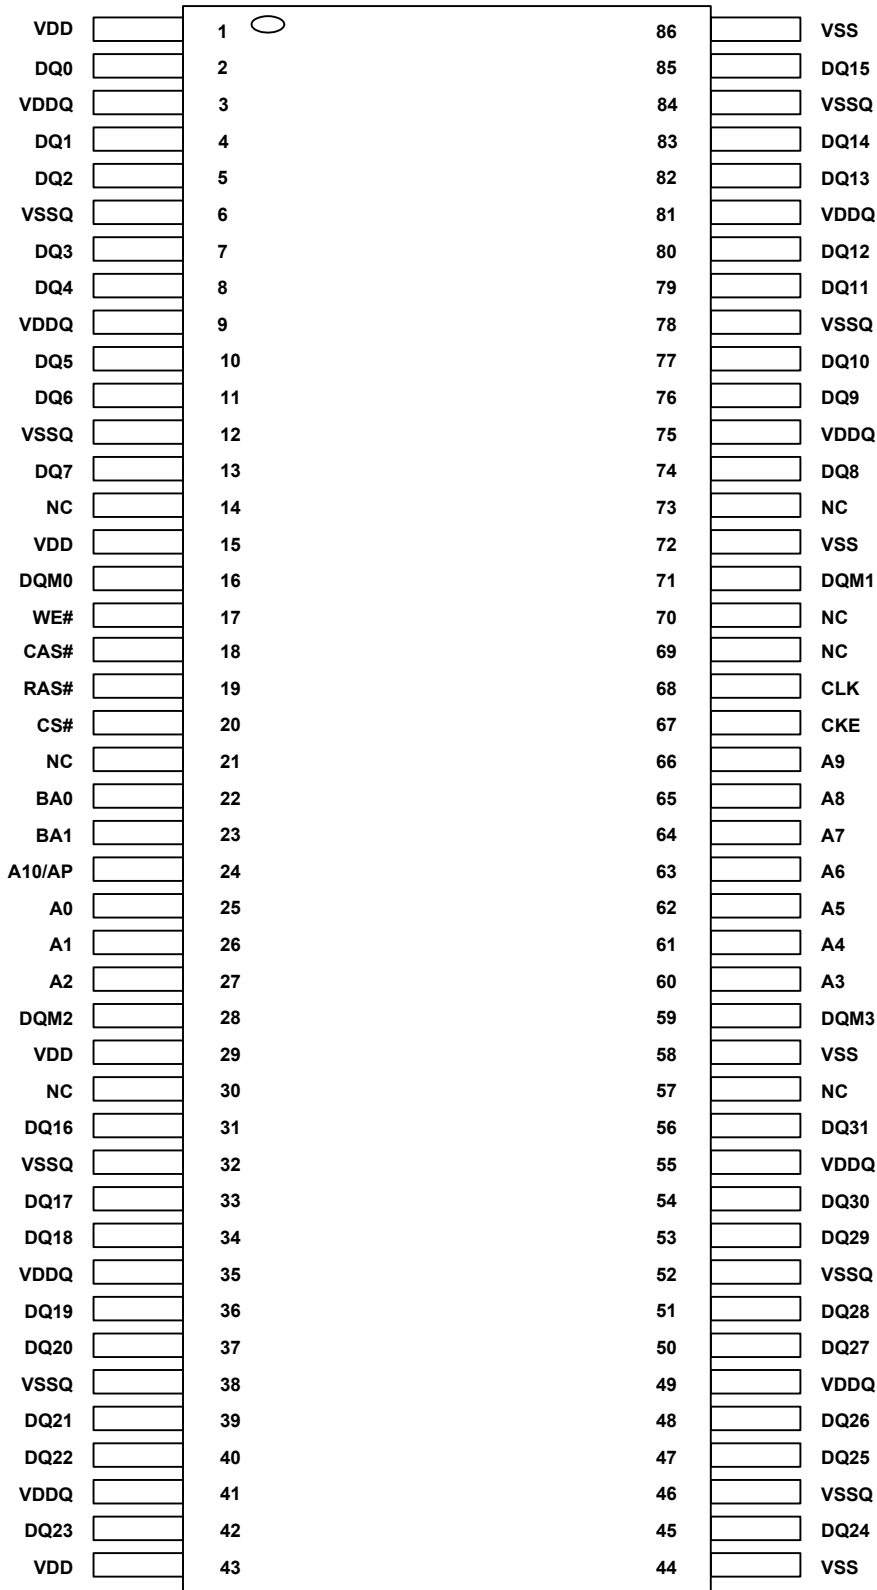 VDD 1 86 VSS
DQ0 2 85 DQ15
VDDQ 3 84 VSSQ
DQ1 4 83 DQ14
DQ2 5 82 DQ13
VSSQ 6 81 VDDQ
DQ3 7 80 DQ12
DQ4 8 79 DQ11
VDDQ 9 78 VSSQ
DQ5 10 77 DQ10
DQ6 11 76 DQ9
VSSQ 12 75 VDDQ
DQ7 13 74 DQ8
NC 14 73 NC
VDD 15 72 VSS
DQM0 16 71 DQM1
WE# 17 70 NC
CAS# 18 69 NC
RAS# 19 68 CLK
CS# 20 67 CKE
NC 21 66 A9
BA0 22 65 A8
BA1 23 64 A7
A10/AP 24 63 A6
A0 25 62 A5
A1 26 61 A4
A2 27 60 A3
DQM2 28 59 DQM3
VDD 29 58 VSS
NC 30 57 NC
DQ16 31 56 DQ31
VSSQ 32 55 VDDQ
DQ17 33 54 DQ30
DQ18 34 53 DQ29
VDDQ 35 52 VSSQ
DQ19 36 51 DQ28
DQ20 37 50 DQ27
VSSQ 38 49 VDDQ
DQ21 39 48 DQ26
DQ22 40 47 DQ25
VDDQ 41 46 VSSQ
DQ23 42 45 DQ24
VDD 43 44 VSS